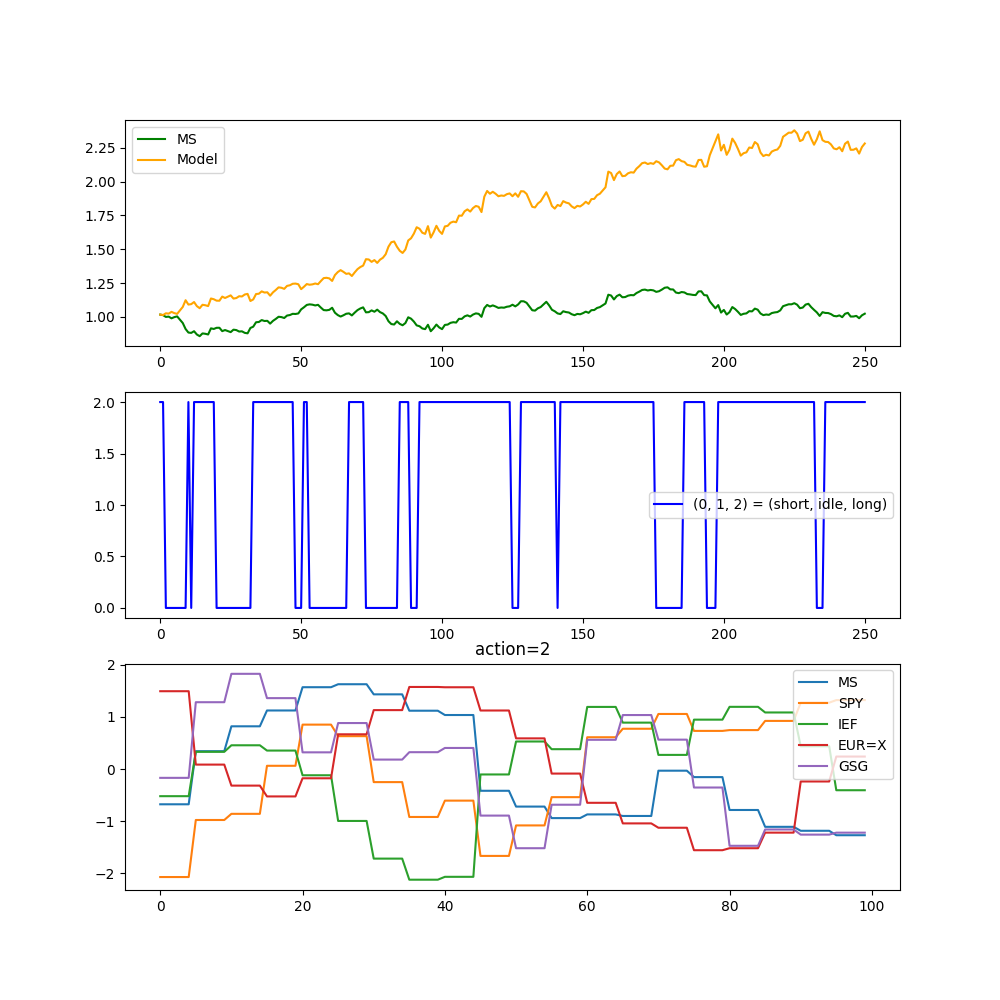 MS
Model
2.25
2.00
1.75
1.50
1.25
1.00
0 50 100 150 200 250
2.0
1.5
1.0
0.5
0.0
(0, 1, 2) = (short, idle, long)
0 50 100 150 200 250
action=2
2
1
0
−1
−2
MS
SPY
IEF
EUR=X
GSG
0 20 40 60 80 100